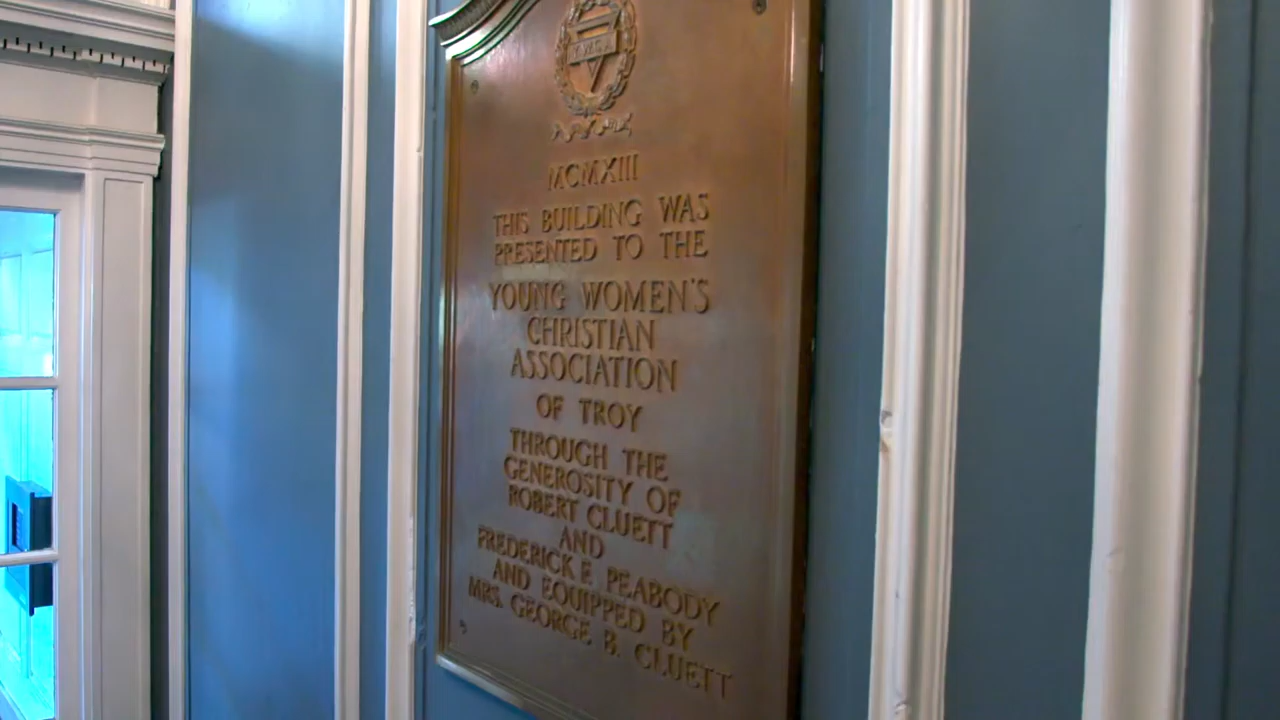 Y.W.C.A.
MCMXIII
THIS BUILDING WAS
PRESENTED TO THE
YOUNG WOMEN'S
CHRISTIAN
ASSOCIATION
OF TROY
THROUGH THE
GENEROSITY OF
ROBERT CLUETT
AND
FREDERICK F. PEABODY
AND EQUIPPED BY
MRS. GEORGE B. CLUETT